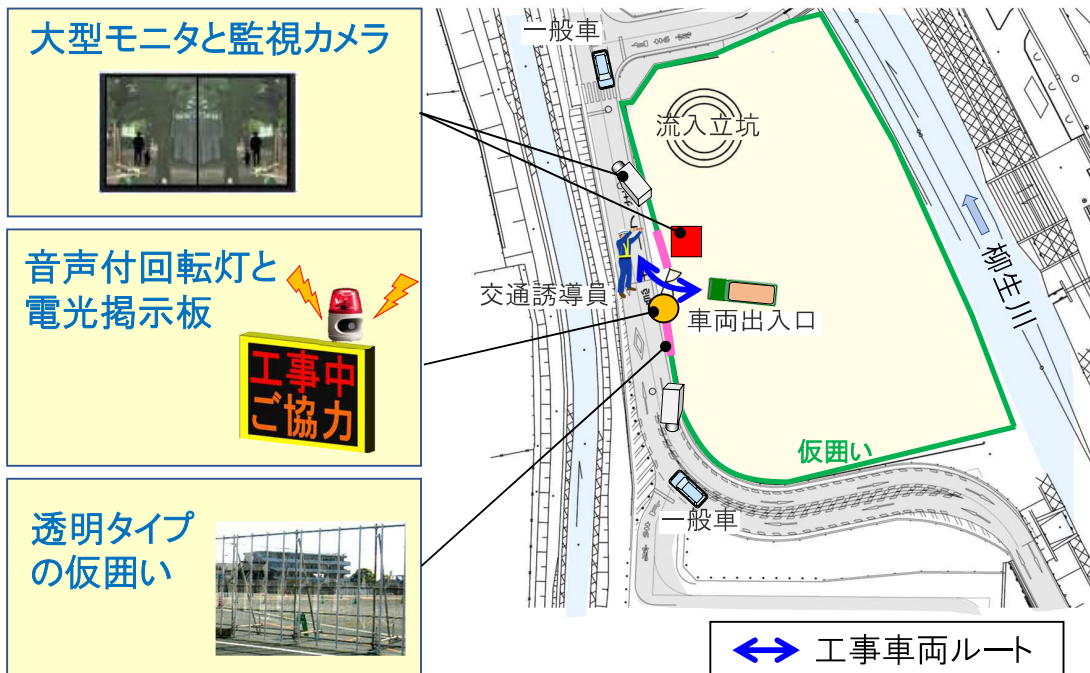 大型モニタと監視カメラ
音声付回転灯と
電光掲示板
工事中
ご協力
透明タイプ
の仮囲い
一般車
流入立坑
交通誘導員
車両出入口
柳生川
仮囲い
一般車
工事車両ルート